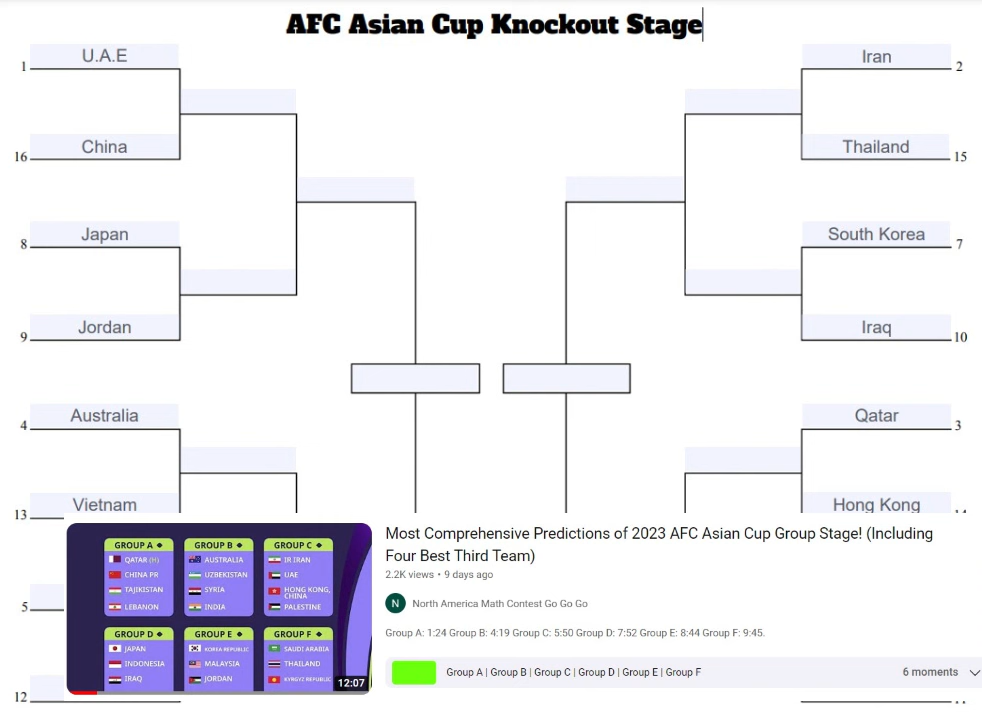 AFC Asian Cup Knockout Stage
U.A.E
1
16
China
Japan
8
9
Jordan
Australia
4
13
Vietnam
5
12
Iran
2
Thailand
15
South Korea
7
Iraq
10
Qatar
3
Hong Kong
GROUP A
QATAR (H)
CHINA PR
TAJIKISTAN
LEBANON
GROUP B
AUSTRALIA
UZBEKISTAN
SYRIA
INDIA
GROUP C
IR IRAN
UAE
HONG KONG,
CHINA
PALESTINE
GROUP D
JAPAN
INDONESIA
IRAQ
GROUP E
KOREA REPUBLIC
MALAYSIA
JORDAN
GROUP F
SAUDI ARABIA
THAILAND
KYRGYZ REPUBLIC
12:07
Most Comprehensive Predictions of 2023 AFC Asian Cup Group Stage! (Including
Four Best Third Team)
2.2K views • 9 days ago
N North America Math Contest Go Go Go
Group A: 1:24 Group B: 4:19 Group C: 5:50 Group D: 7:52 Group E: 8:44 Group F: 9:45.
Group A | Group B | Group C | Group D | Group E | Group F
6 moments